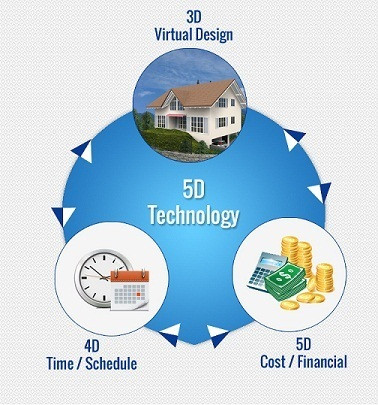 3D
Virtual Design
5D
Technology
4D
Time / Schedule
5D
Cost / Financial